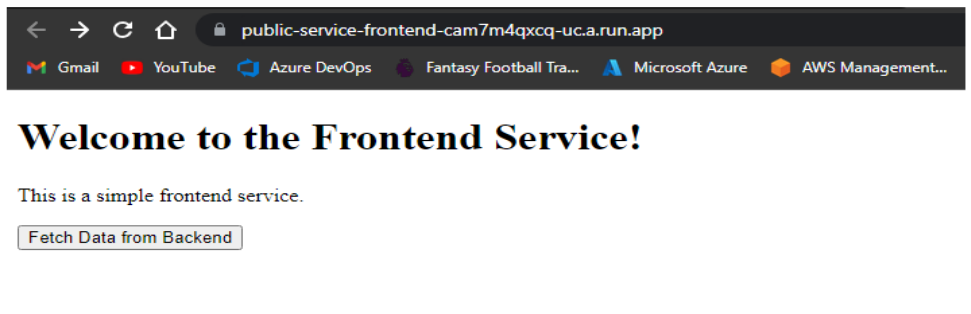 public-service-frontend-cam7m4qxcq-uc.a.run.app
Gmail YouTube Azure DevOps Fantasy Football Tra... Microsoft Azure AWS Management...
Welcome to the Frontend Service!
This is a simple frontend service.
Fetch Data from Backend